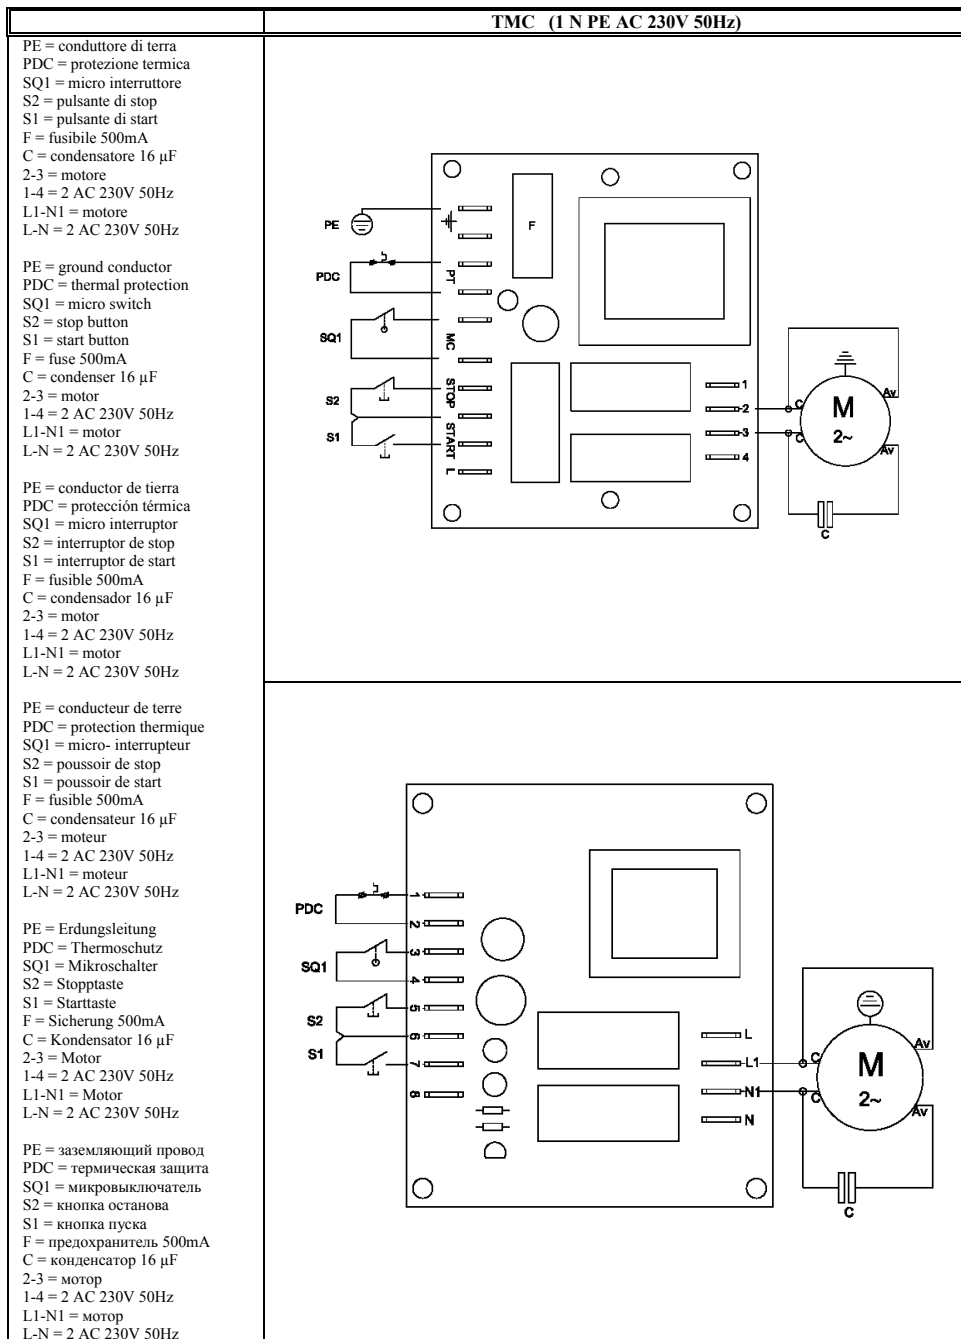 TMC (1 N PE AC 230V 50Hz)
PE = conduttore di terra
PDC = protezione termica
SQ1 = micro interruttore
S2 = pulsante di stop
S1 = pulsante di start
F = fusibile 500mA
C = condensatore 16 µF
2-3 = motore
1-4 = 2 AC 230V 50Hz
L1-N1 = motore
L-N = 2 AC 230V 50Hz
PE = ground conductor
PDC = thermal protection
SQ1 = micro switch
S2 = stop button
S1 = start button
F = fuse 500mA
C = condenser 16 µF
2-3 = motor
1-4 = 2 AC 230V 50Hz
L1-N1 = motor
L-N = 2 AC 230V 50Hz
PE = conductor de tierra
PDC = protección térmica
SQ1 = micro interruptor
S2 = interruptor de stop
S1 = interruptor de start
F = fusible 500mA
C = condensador 16 µF
2-3 = motor
1-4 = 2 AC 230V 50Hz
L1-N1 = motor
L-N = 2 AC 230V 50Hz
PE = conducteur de terre
PDC = protection thermique
SQ1 = micro- interrupteur
S2 = poussoir de stop
S1 = poussoir de start
F = fusible 500mA
C = condensateur 16 µF
2-3 = moteur
1-4 = 2 AC 230V 50Hz
L1-N1 = moteur
L-N = 2 AC 230V 50Hz
PE = Erdungsleitung
PDC = Thermoschutz
SQ1 = Mikroschalter
S2 = Stopptaste
S1 = Starttaste
F = Sicherung 500mA
C = Kondensator 16 µF
2-3 = Motor
1-4 = 2 AC 230V 50Hz
L1-N1 = Motor
L-N = 2 AC 230V 50Hz
PE = заземляющий провод
PDC = термическая защита
SQ1 = микровыключатель
S2 = кнопка останова
S1 = кнопка пуска
F = предохранитель 500mA
C = конденсатор 16 µF
2-3 = мотор
1-4 = 2 AC 230V 50Hz
L1-N1 = мотор
L-N = 2 AC 230V 50Hz
PE
PDC
SQ1
S2
S1
PT
MC
STOP
START
L
F
1
2
3
4
C
C
M
2~
Av
Av
C
PDC
SQ1
S2
S1
1
2
3
4
5
6
7
8
L
L1
N1
N
C
C
M
2~
Av
Av
C